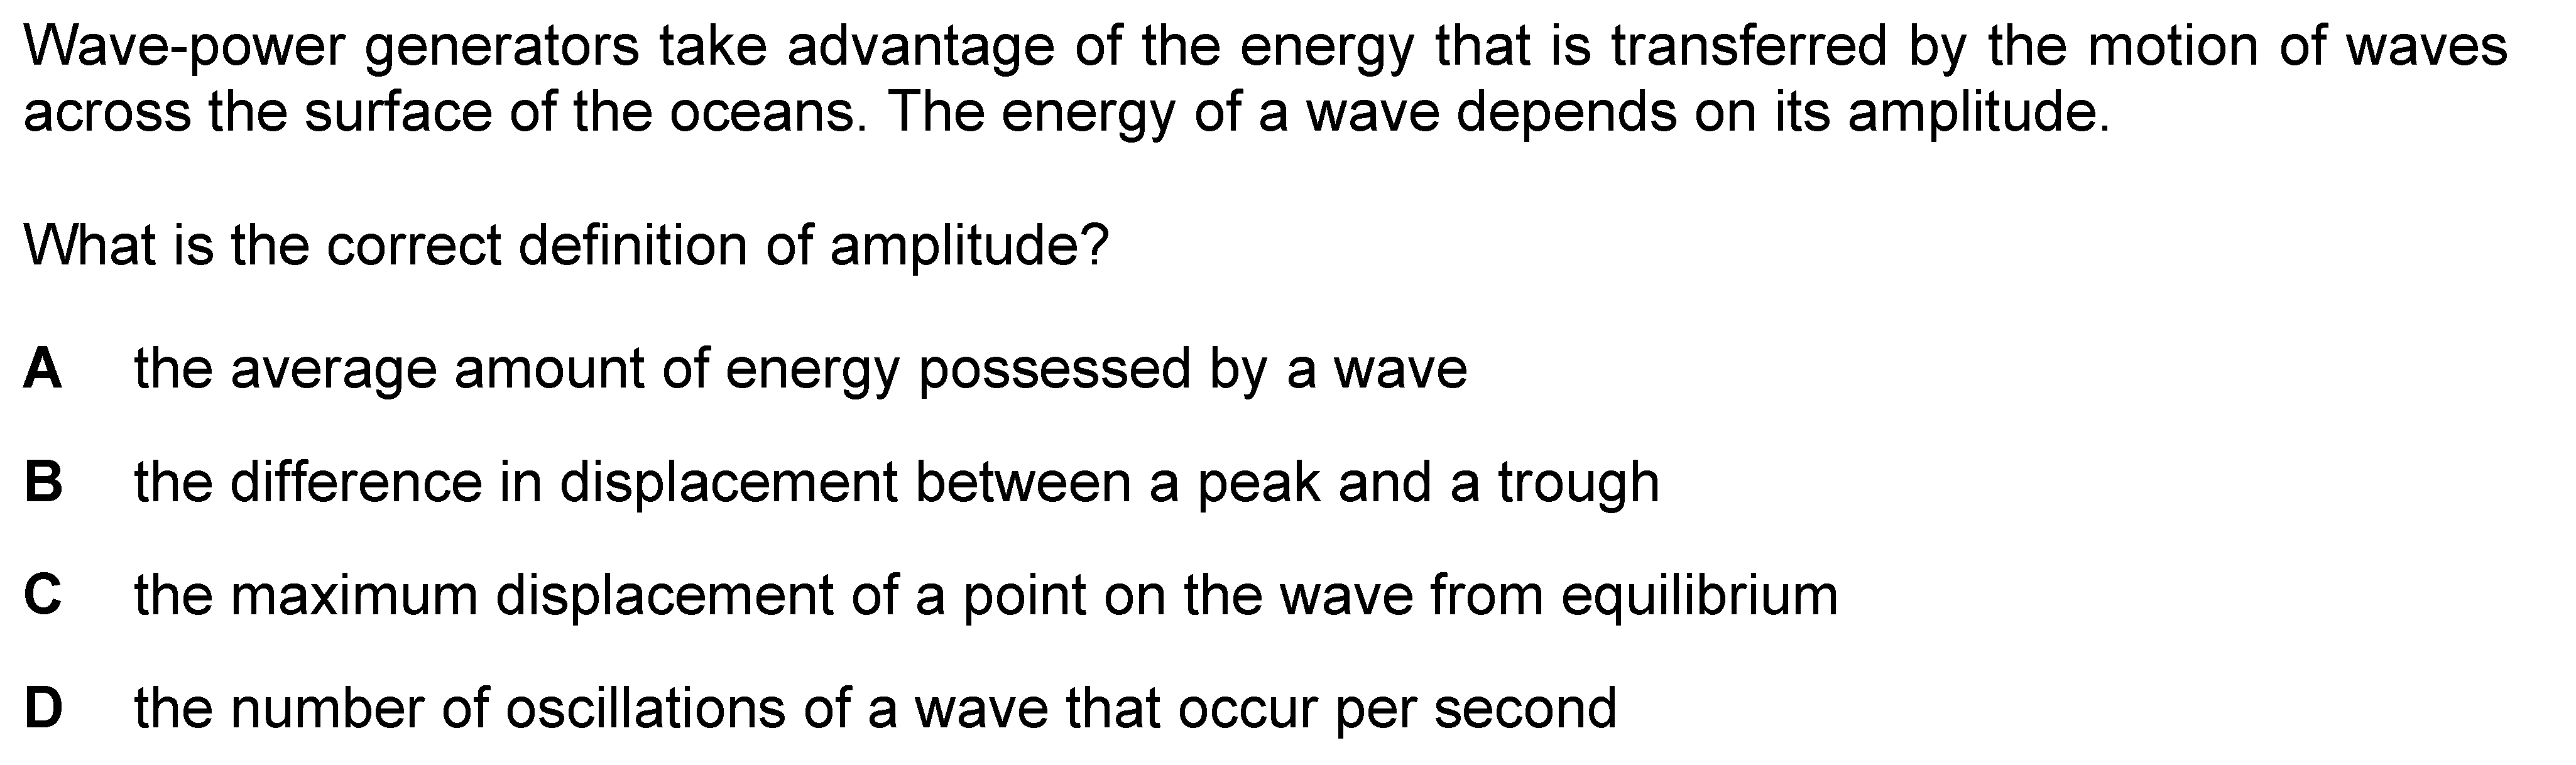 Wave-power generators take advantage of the energy that is transferred by the motion of waves
across the surface of the oceans. The energy of a wave depends on its amplitude.
What is the correct definition of amplitude?
A the average amount of energy possessed by a wave
B the difference in displacement between a peak and a trough
C the maximum displacement of a point on the wave from equilibrium
D the number of oscillations of a wave that occur per second